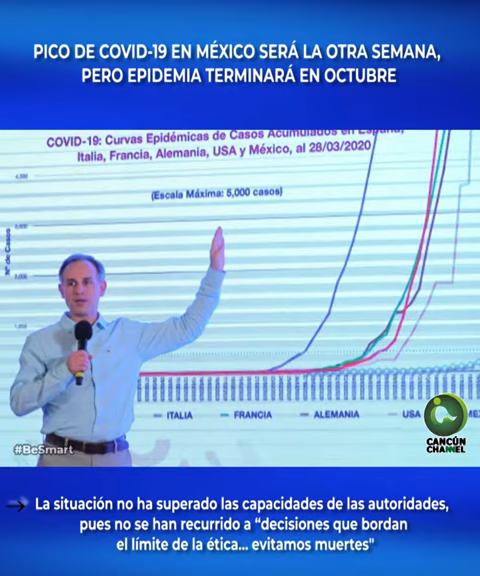 PICO DE COVID-19 EN MÉXICO SERÁ LA OTRA SEMANA,
PERO EPIDEMIA TERMINARÁ EN OCTUBRE
COVID-19: Curvas Epidémicas de Casos Acumulados en España,
Italia, Francia, Alemania, USA y México, al 28/03/2020
(Escala Máxima: 5,000 casos)
Nº de Casos
ITALIA
FRANCIA
ALEMANIA
USA
#BeSmart
CANCÚN
CHANNEL
La situación no ha superado las capacidades de las autoridades,
pues no se han recurrido a “decisiones que bordan
el límite de la ética... evitamos muertes"